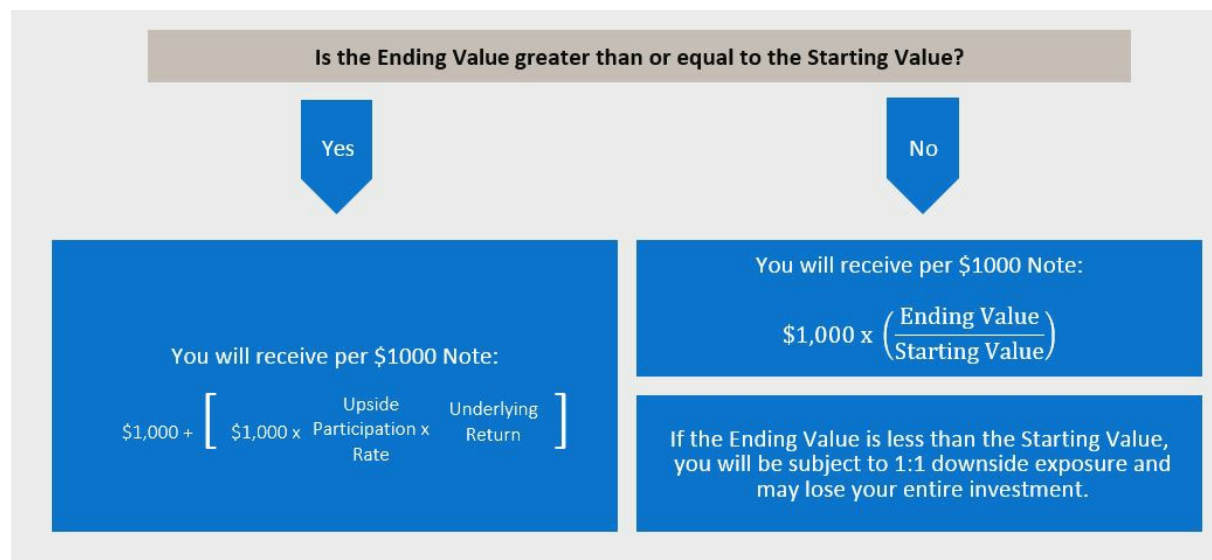 Is the Ending Value greater than or equal to the Starting Value?
Yes
No
You will receive per $1000 Note:
$1,000 + [ $1,000 x Upside Participation Rate x Underlying Return ]
You will receive per $1000 Note:
$1,000 x (Ending Value / Starting Value)
If the Ending Value is less than the Starting Value,
you will be subject to 1:1 downside exposure and
may lose your entire investment.